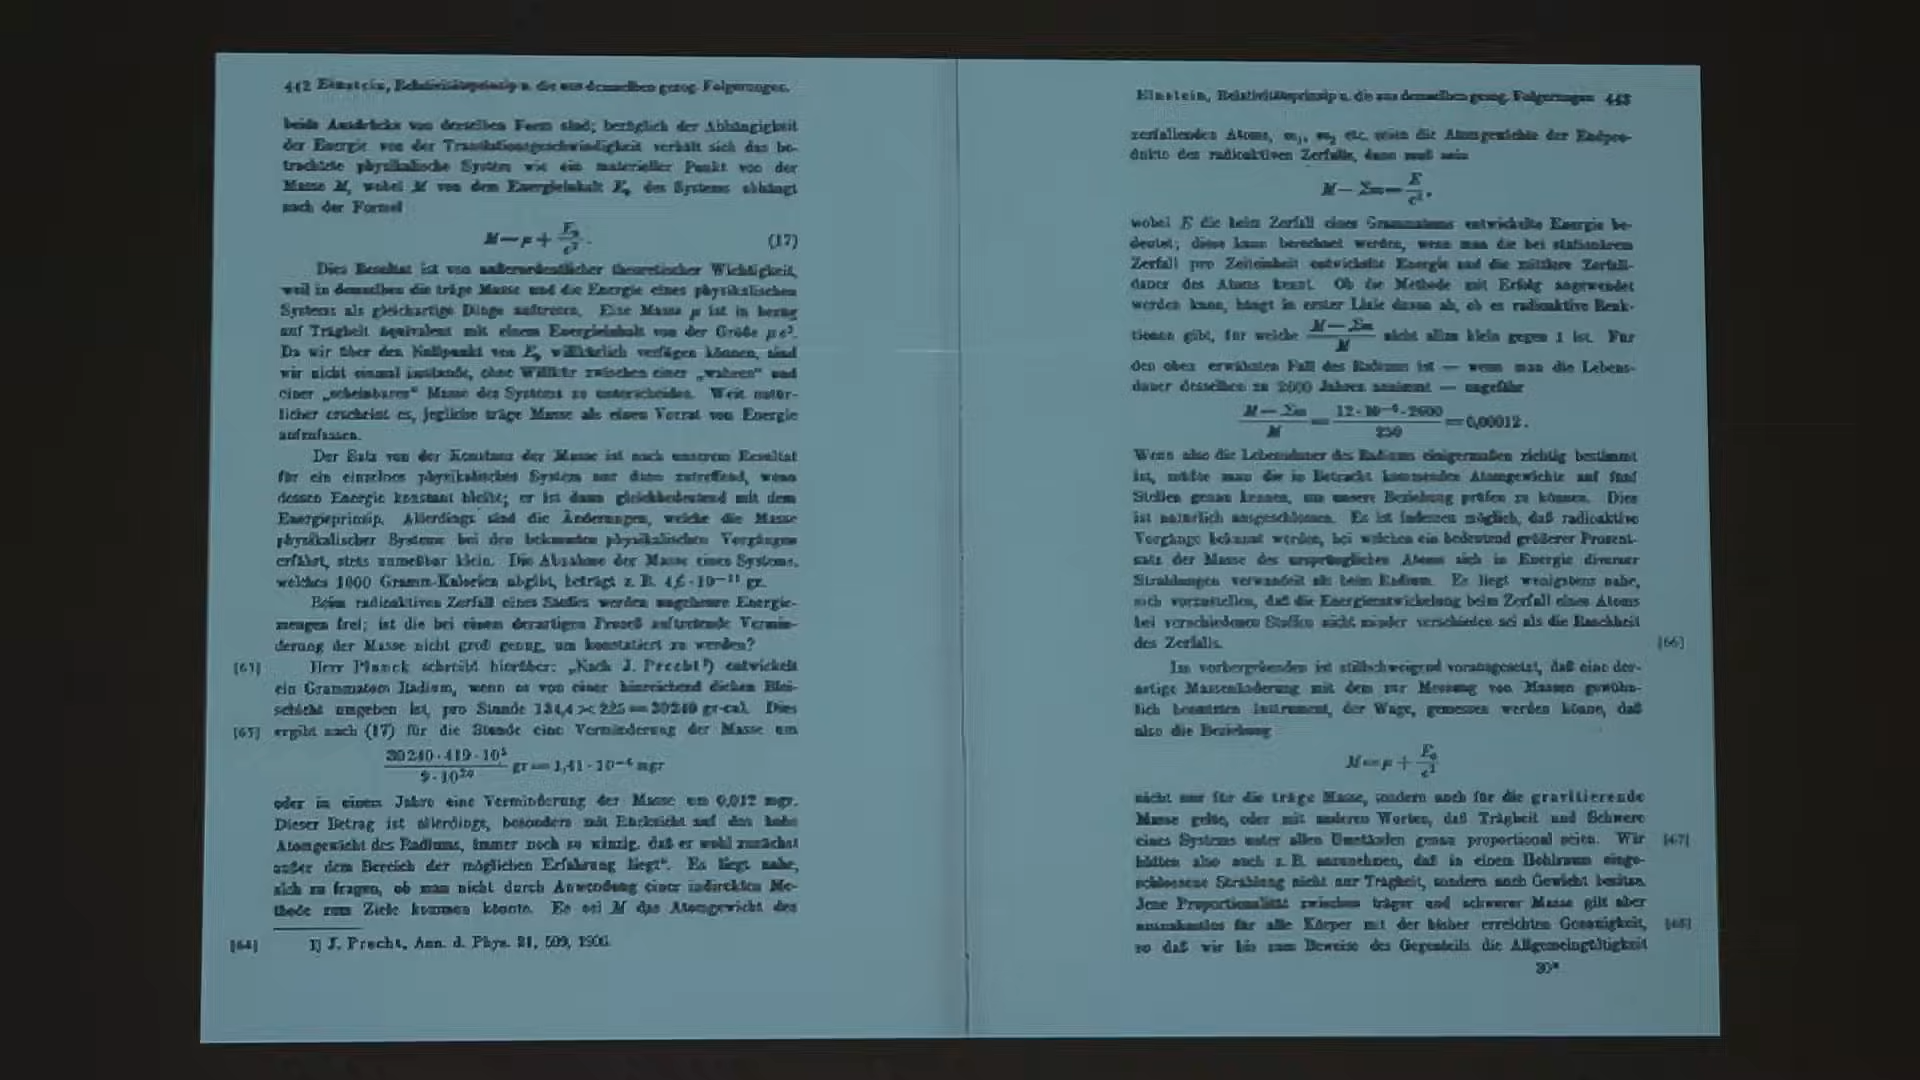 442 Einstein, Relativitätsprinzip u. die aus demselben gezog. Folgerungen.
beide Ausdrücke von derselben Form sind; bezüglich der Abhängigkeit
der Energie von der Translationsgeschwindigkeit verhält sich das be-
trachtete physikalische System wie ein materieller Punkt von der
Masse M, wobei M von dem Energieinhalt E₀ des Systems abhängt
nach der Formel
M = μ + E₀/c². (17)
Dies Resultat ist von außerordentlicher theoretischer Wichtigkeit,
weil in demselben die träge Masse und die Energie eines physikalischen
Systems als gleichartige Dinge auftreten. Eine Masse μ ist in bezug
auf Trägheit äquivalent mit einem Energieinhalt von der Größe μc².
Da wir über den Nullpunkt von E₀ willkürlich verfügen können, sind
wir nicht einmal imstande, ohne Willkür zwischen einer „wahren“ und
einer „scheinbaren“ Masse des Systems zu unterscheiden. Weit natür-
licher erscheint es, jegliche träge Masse als einen Vorrat von Energie
aufzufassen.
Der Satz von der Konstanz der Masse ist nach unserem Resultat
für ein einzelnes physikalisches System nur dann zutreffend, wenn
dessen Energie konstant bleibt; er ist dann gleichbedeutend mit dem
Energieprinzip. Allerdings sind die Änderungen, welche die Masse
physikalischer Systeme bei den bekannten physikalischen Vorgängen
erfährt, stets unmeßbar klein. Die Abnahme der Masse eines Systems,
welches 1000 Gramm-Kalorien abgibt, beträgt z. B. 4,6 · 10⁻¹¹ gr.
Beim radioaktiven Zerfall eines Stoffes werden ungeheure Energie-
mengen frei; ist die bei einem derartigen Prozeß auftretende Vermin-
derung der Masse nicht groß genug, um konstatiert zu werden?
Herr Planck schreibt hierüber: „Nach J. Precht¹) entwickelt
ein Grammatom Radium, wenn es von einer hinreichend dicken Blei-
schicht umgeben ist, pro Stunde 134,4 × 225 = 30240 gr-cal. Dies
[65] ergibt nach (17) für die Stunde eine Verminderung der Masse um
30240 · 419 · 10⁵ / 9 · 10²⁰ gr = 1,41 · 10⁻⁶ mgr
oder in einem Jahre eine Verminderung der Masse um 0,012 mgr.
Dieser Betrag ist allerdings, besonders mit Rücksicht auf das hohe
Atomgewicht des Radiums, immer noch so winzig, daß er wohl zunächst
außer dem Bereich der möglichen Erfahrung liegt“. Es liegt nahe,
sich zu fragen, ob man nicht durch Anwendung einer indirekten Me-
thode zum Ziele kommen könnte. Es sei M das Atomgewicht des
[64] 1) J. Precht, Ann. d. Phys. 21, 599, 1906.
Einstein, Relativitätsprinzip u. die aus demselben gezog. Folgerungen 443
zerfallenden Atoms, m₁, m₂ etc. seien die Atomgewichte der Endpro-
dukte des radioaktiven Zerfalls, dann muß sein
M − Σm = E/c²,
wobei E die beim Zerfall eines Grammatoms entwickelte Energie be-
deutet; diese kann berechnet werden, wenn man die bei stationärem
Zerfall pro Zeiteinheit entwickelte Energie und die mittlere Zerfall-
dauer des Atoms kennt. Ob die Methode mit Erfolg angewendet
werden kann, hängt in erster Linie davon ab, ob es radioaktive Reak-
tionen gibt, für welche M − Σm / M nicht allzu klein gegen 1 ist. Für
den oben erwähnten Fall des Radiums ist — wenn man die Lebens-
dauer desselben zu 2600 Jahren annimmt — ungefähr
M − Σm / M = 12 · 10⁻⁶ · 2600 / 250 = 0,00012.
Wenn also die Lebensdauer des Radiums einigermaßen richtig bestimmt
ist, müßte man die in Betracht kommenden Atomgewichte auf fünf
Stellen genau kennen, um unsere Beziehung prüfen zu können. Dies
ist natürlich ausgeschlossen. Es ist indessen möglich, daß radioaktive
Vorgänge bekannt werden, bei welchen ein bedeutend größerer Prozent-
satz der Masse des ursprünglichen Atoms sich in Energie diverser
Strahlungen verwandelt als beim Radium. Es liegt wenigstens nahe,
sich vorzustellen, daß die Energieentwickelung beim Zerfall eines Atoms
bei verschiedenen Stoffen nicht minder verschieden sei als die Raschheit
des Zerfalls. [66]
Im vorhergehenden ist stillschweigend vorausgesetzt, daß eine der-
artige Massenänderung mit dem zur Messung von Massen gewöhn-
lich benutzten Instrument, der Wage, gemessen werden könne, daß
also die Beziehung
M = μ + E₀/c²
nicht nur für die träge Masse, sondern auch für die gravitierende
Masse gelte, oder mit anderen Worten, daß Trägheit und Schwere
eines Systems unter allen Umständen genau proportional seien. Wir [67]
hätten also auch z. B. anzunehmen, daß in einem Hohlraum einge-
schlossene Strahlung nicht nur Trägheit, sondern auch Gewicht besitze.
Jene Proportionalität zwischen träger und schwerer Masse gilt aber
ausnahmslos für alle Körper mit der bisher erreichten Genauigkeit, [68]
so daß wir bis zum Beweise des Gegenteils die Allgemeingültigkeit